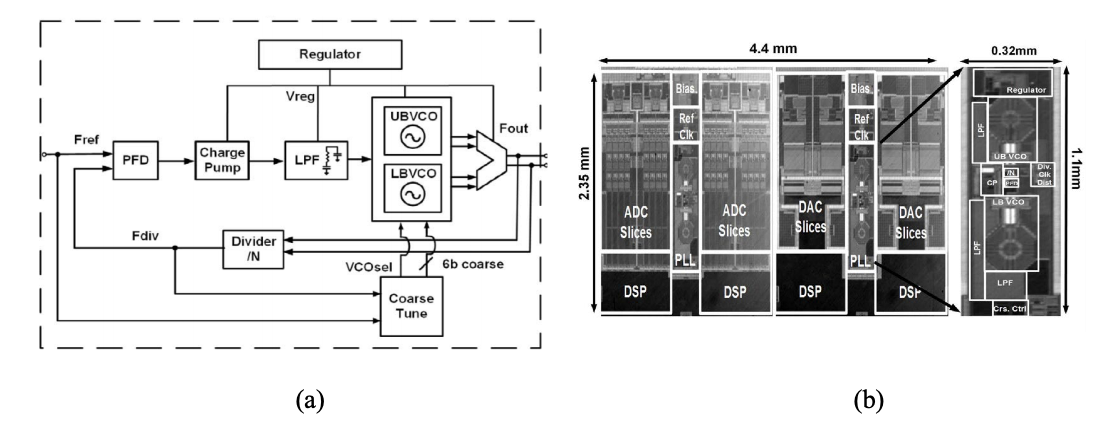 Regulator
Vreg
Fref
PFD
Charge
Pump
LPF
UBVCO
LBVCO
Fout
Fdiv
Divider
/N
VCOsel
6b coarse
Coarse
Tune
(a)
4.4 mm
0.32mm
2.35 mm
1.1mm
Bias
Ref
Clk
ADC
Slices
ADC
Slices
PLL
DSP
DSP
Bias
Ref
Clk
DAC
Slices
DAC
Slices
PLL
DSP
DSP
Regulator
LPF
UB VCO
Div.
Clk
Dist.
CP
/N
LB VCO
LPF
LPF
Crs. Ctrl
(b)